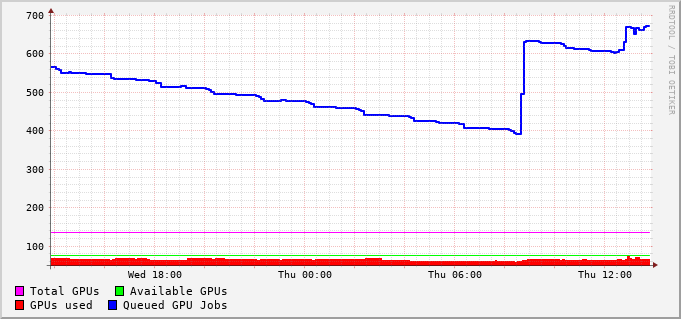 700
600
500
400
300
200
100
Wed 18:00 Thu 00:00 Thu 06:00 Thu 12:00
Total GPUs Available GPUs
GPUs used Queued GPU Jobs
RRDTOOL / TOBI OETIKER